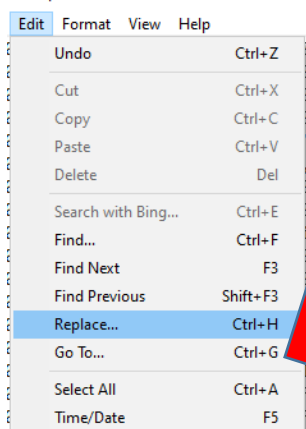 Edit Format View Help
Undo Ctrl+Z
Cut Ctrl+X
Copy Ctrl+C
Paste Ctrl+V
Delete Del
Search with Bing... Ctrl+E
Find... Ctrl+F
Find Next F3
Find Previous Shift+F3
Replace... Ctrl+H
Go To... Ctrl+G
Select All Ctrl+A
Time/Date F5